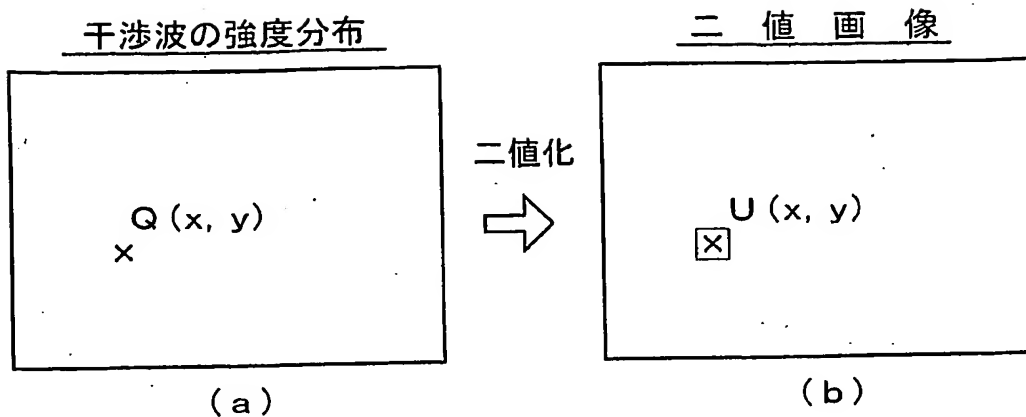 干渉波の強度分布
二 値 画 像
Q (x, y)
×
二値化
U (x, y)
×
(a)
(b)